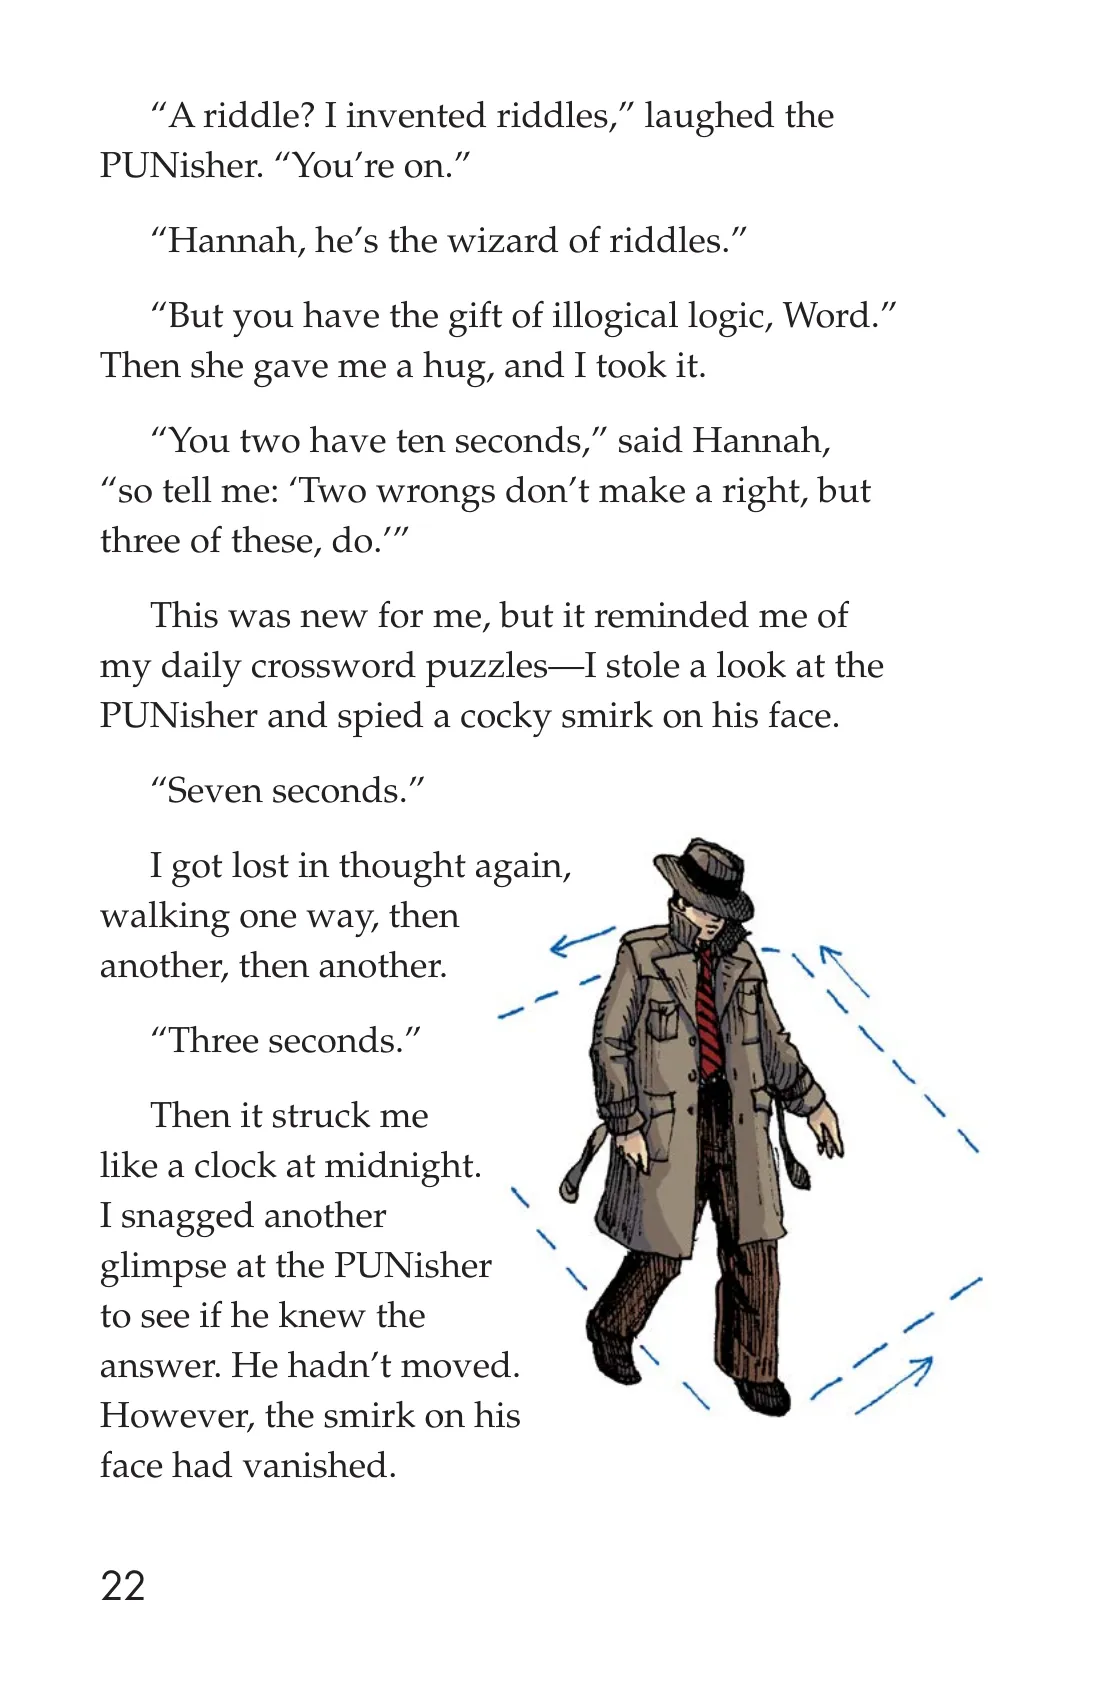 “A riddle? I invented riddles,” laughed the
PUNisher. “You’re on.”
“Hannah, he’s the wizard of riddles.”
“But you have the gift of illogical logic, Word.”
Then she gave me a hug, and I took it.
“You two have ten seconds,” said Hannah,
“so tell me: ‘Two wrongs don’t make a right, but
three of these, do.’”
This was new for me, but it reminded me of
my daily crossword puzzles—I stole a look at the
PUNisher and spied a cocky smirk on his face.
“Seven seconds.”
I got lost in thought again,
walking one way, then
another, then another.
“Three seconds.”
Then it struck me
like a clock at midnight.
I snagged another
glimpse at the PUNisher
to see if he knew the
answer. He hadn’t moved.
However, the smirk on his
face had vanished.
22